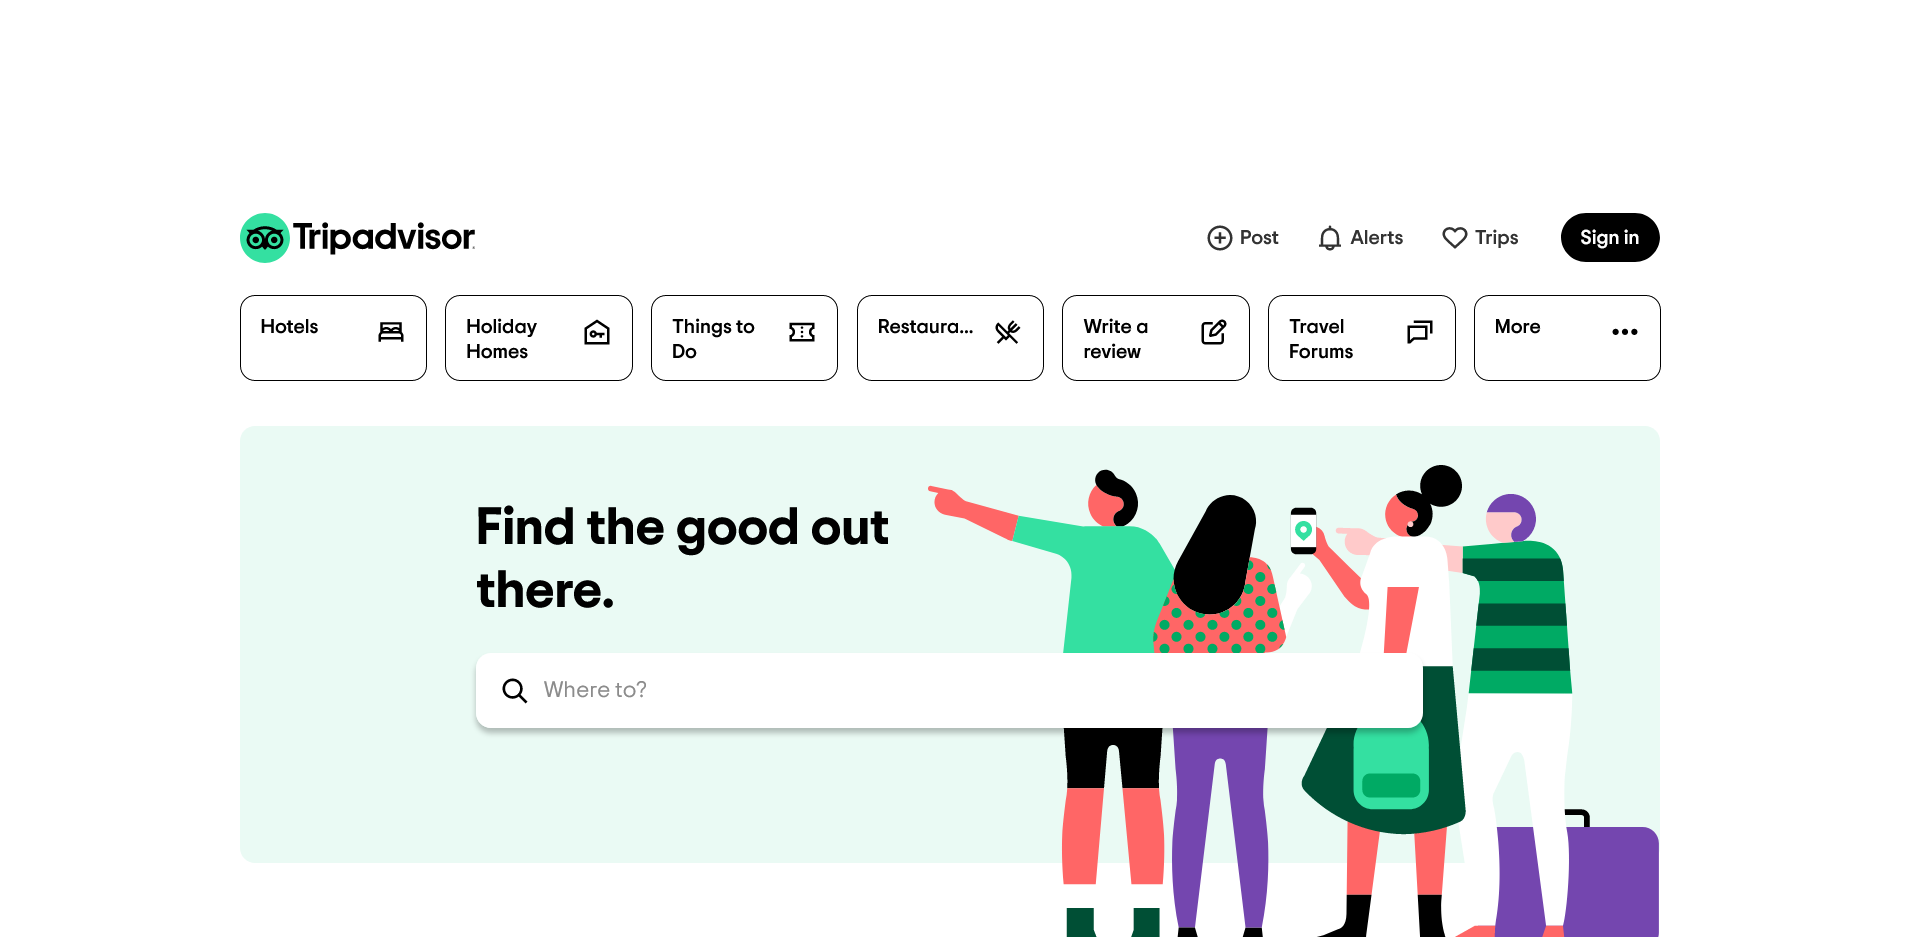 Tripadvisor
Post
Alerts
Trips
Sign in
Hotels
Holiday
Homes
Things to
Do
Restaura...
Write a
review
Travel
Forums
More
Find the good out
there.
Where to?